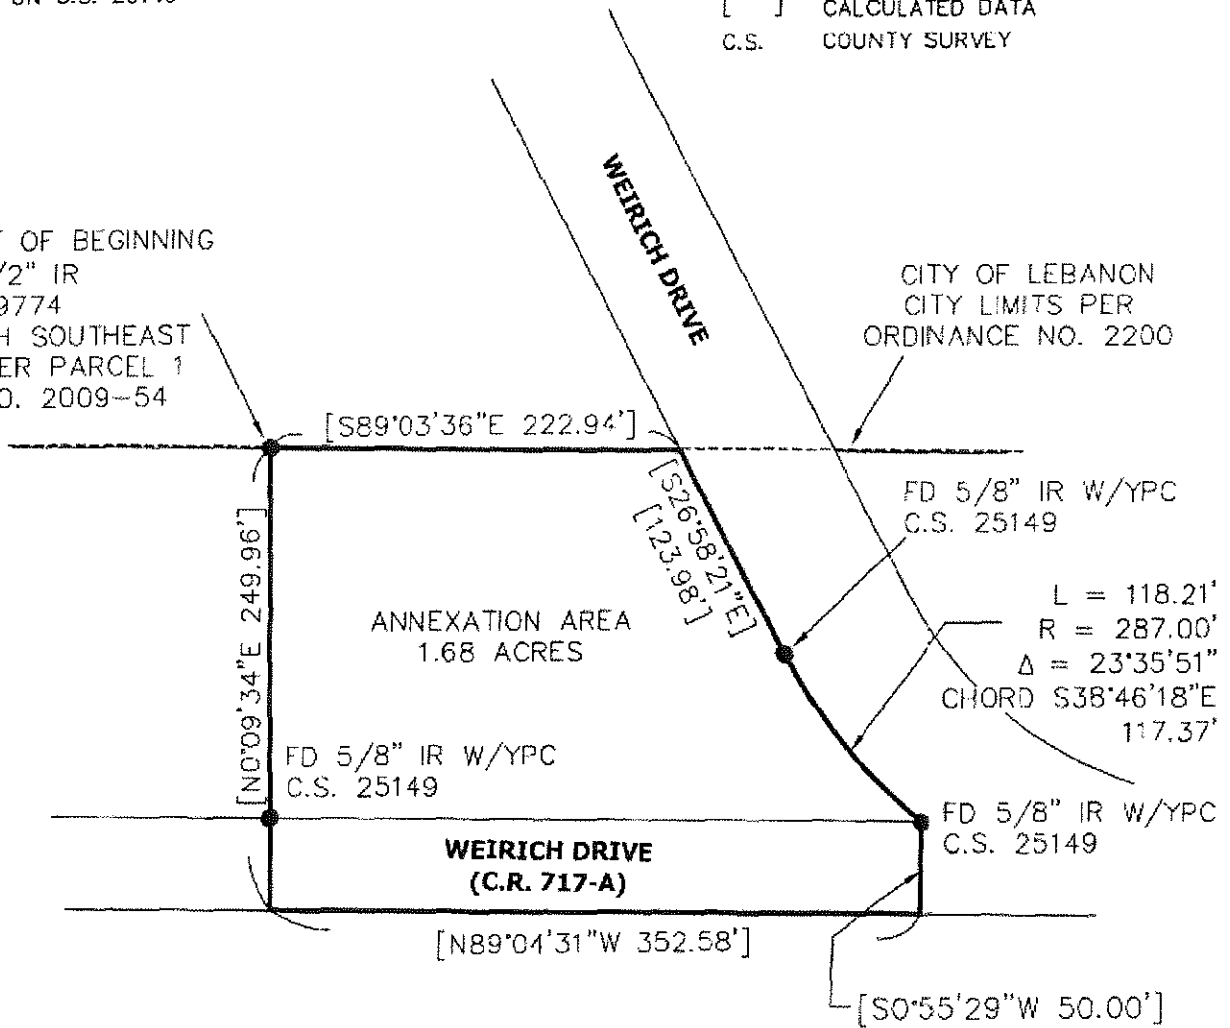 [ ] CALCULATED DATA
C.S. COUNTY SURVEY
WEIRICH DRIVE
OF BEGINNING
/2" IR
9774
SOUTHEAST
PARCEL 1
2009-54
CITY OF LEBANON
CITY LIMITS PER
ORDINANCE NO. 2200
[S89°03'36"E 222.94']
[S26°58'21"E]
[123.98']
FD 5/8" IR W/YPC
C.S. 25149
L = 118.21'
R = 287.00'
Δ = 23°35'51"
CHORD S38°46'18"E
117.37'
[N0°09'34"E 249.96']
ANNEXATION AREA
1.68 ACRES
FD 5/8" IR W/YPC
C.S. 25149
FD 5/8" IR W/YPC
C.S. 25149
WEIRICH DRIVE
(C.R. 717-A)
[N89°04'31"W 352.58']
[S0°55'29"W 50.00']